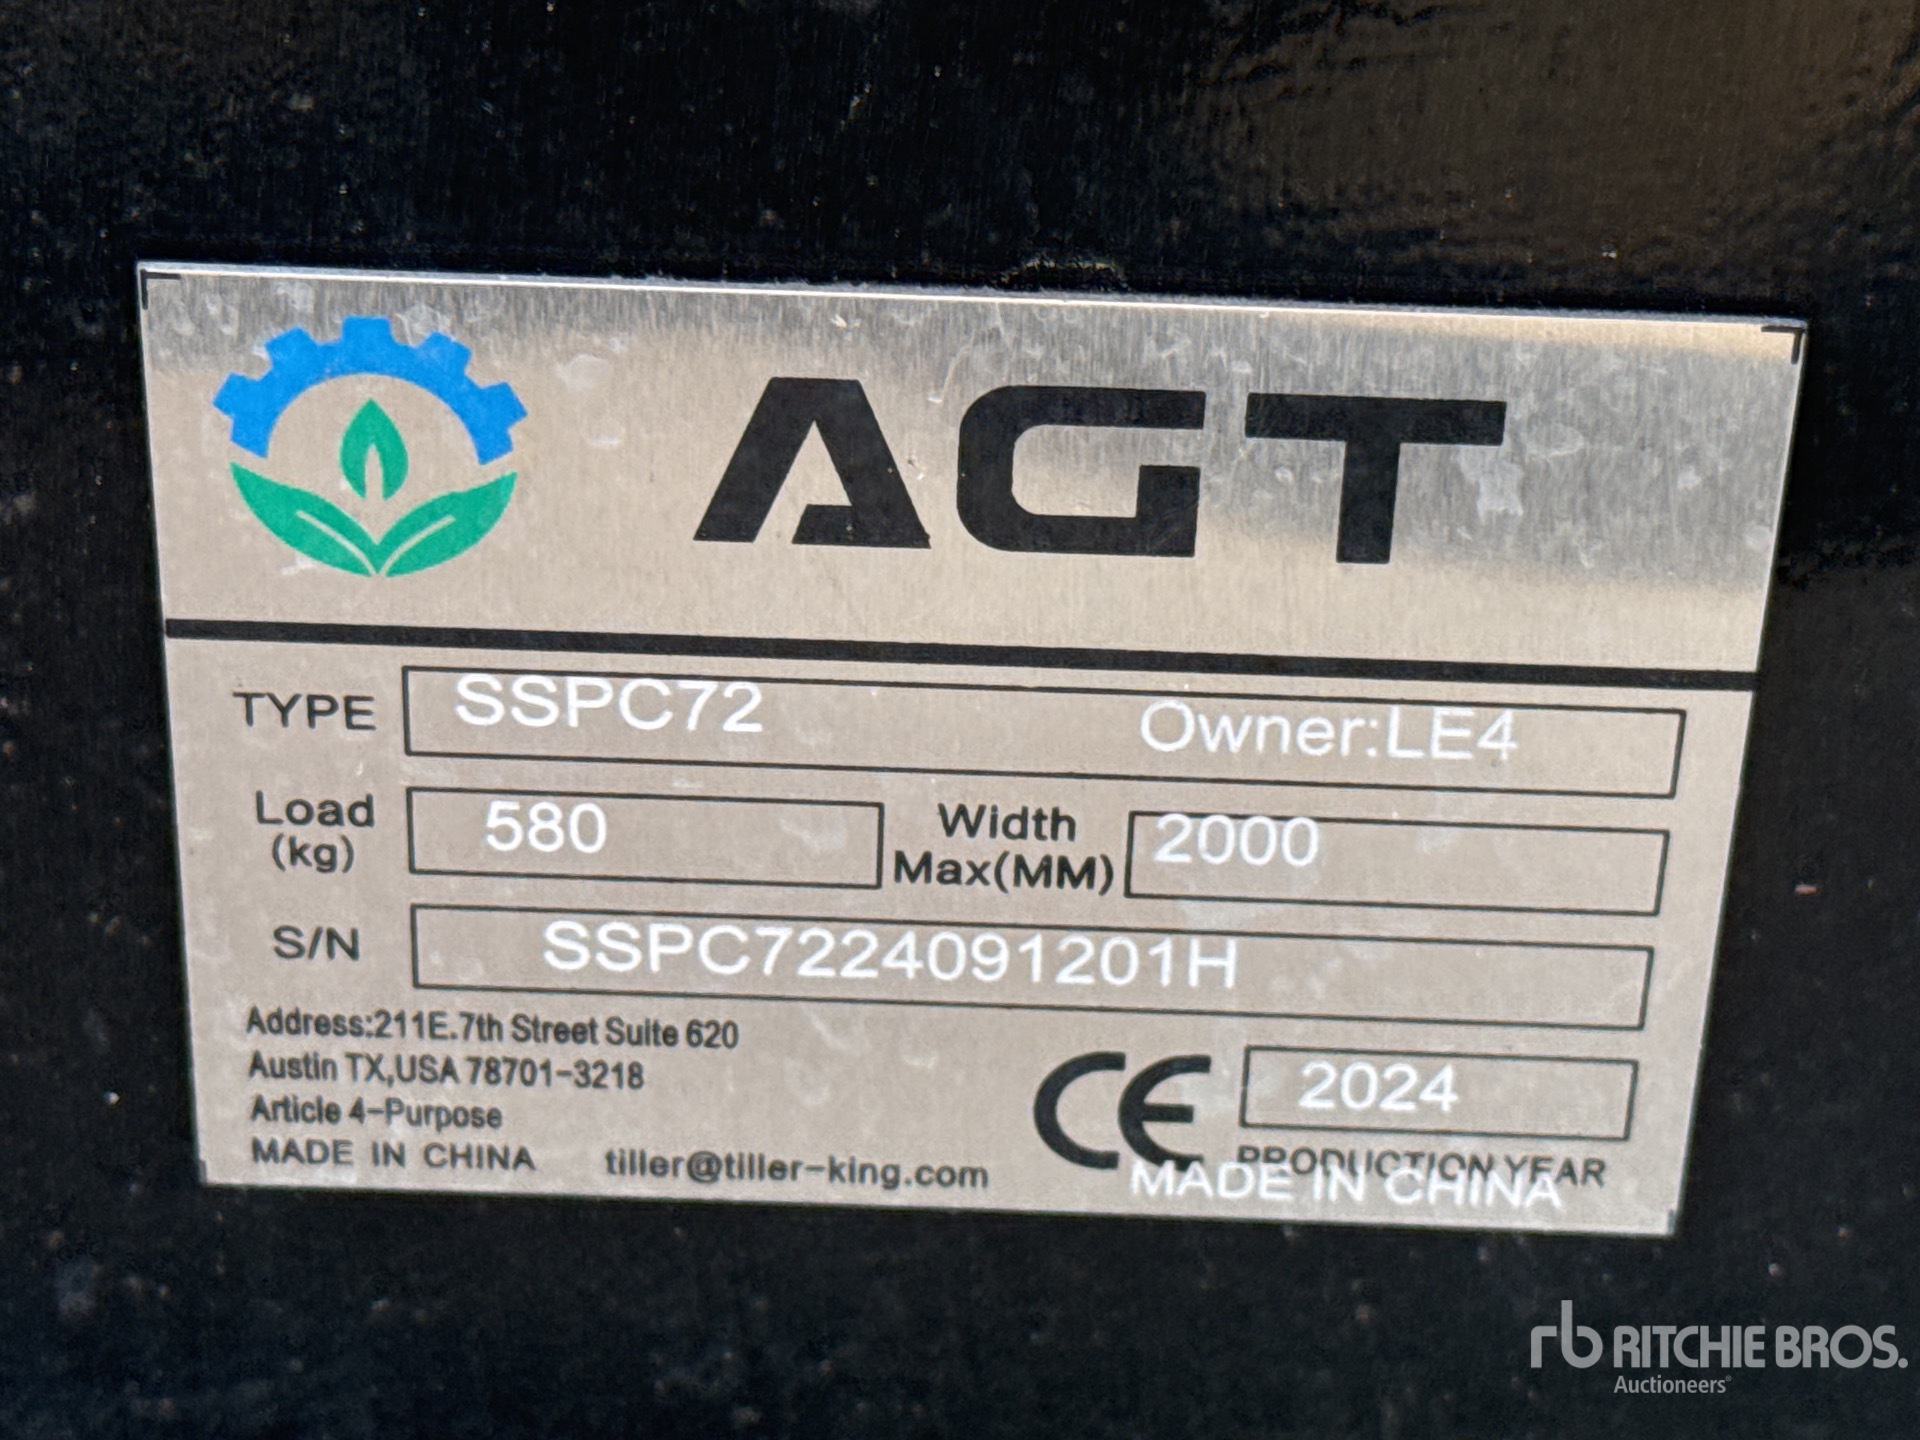 AGT
TYPE SSPC72 Owner:LE4
Load (kg) 580 Width Max(MM) 2000
S/N SSPC7224091201H
Address:211E.7th Street Suite 620
Austin TX,USA 78701-3218
Article 4-Purpose
MADE IN CHINA tiller@tiller-king.com
CE 2024
PRODUCTION YEAR
MADE IN CHINA
rb RITCHIE BROS.
Auctioneers®